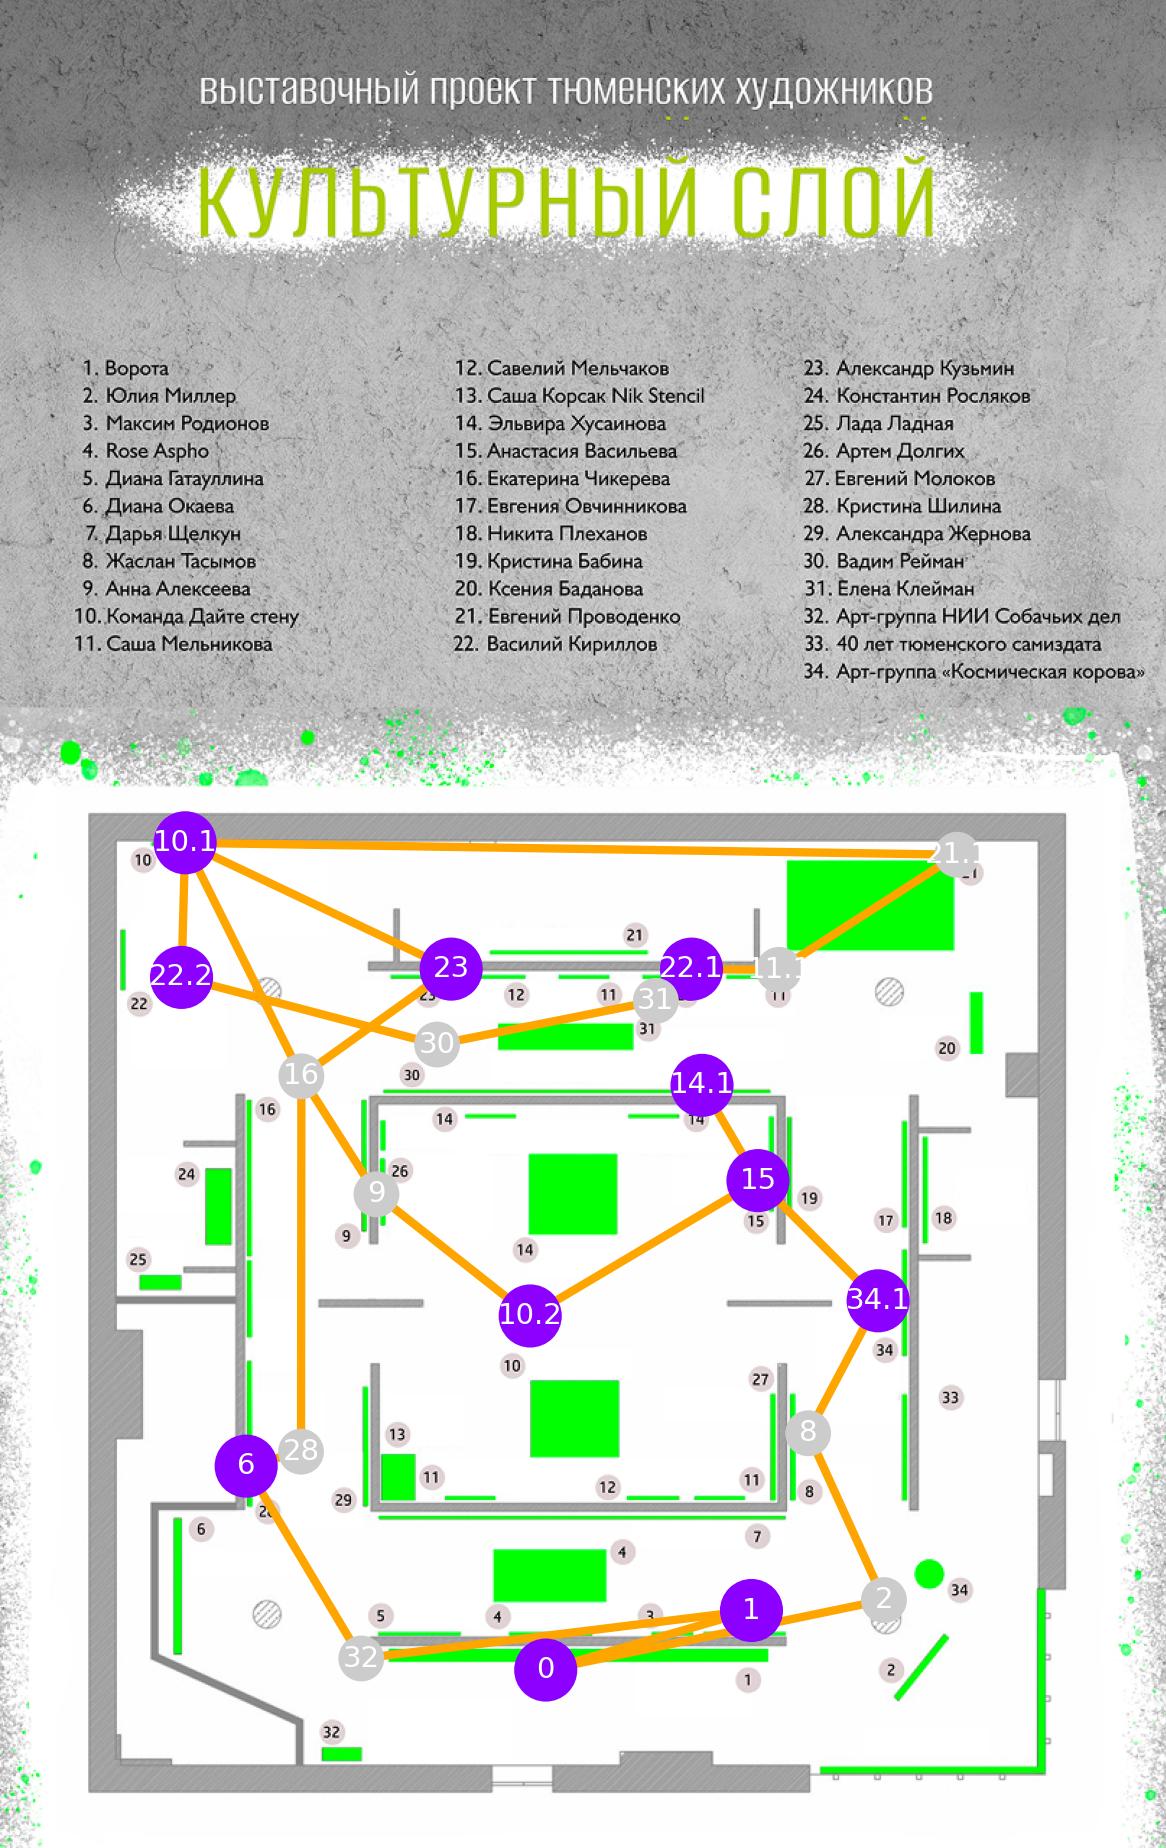 выставочный проект тюменских художников
КУЛЬТУРНЫЙ СЛОЙ
1. Ворота
2. Юлия Миллер
3. Максим Родионов
4. Rose Aspho
5. Диана Гатауллина
6. Диана Окаева
7. Дарья Щелкун
8. Жаслан Тасымов
9. Анна Алексеева
10. Команда Дайте стену
11. Саша Мельникова
12. Савелий Мельчаков
13. Саша Корсак Nik Stencil
14. Эльвира Хусаинова
15. Анастасия Васильева
16. Екатерина Чикерева
17. Евгения Овчинникова
18. Никита Плеханов
19. Кристина Бабина
20. Ксения Баданова
21. Евгений Проводенко
22. Василий Кириллов
23. Александр Кузьмин
24. Константин Росляков
25. Лада Ладная
26. Артем Долгих
27. Евгений Молоков
28. Кристина Шилина
29. Александра Жернова
30. Вадим Рейман
31. Елена Клейман
32. Арт-группа НИИ Собачьих дел
33. 40 лет тюменского самиздата
34. Арт-группа «Космическая корова»
10.1
21.1
10
21
21
23
22.1
11.1
22.2
22
23
12
11
11
31
31
30
20
16
30
14.1
16
14
14
26
24
15
9
19
18
17
15
9
25
14
34.1
10.2
34
10
27
33
8
13
28
6
11
12
11
8
29
28
6
7
4
34
2
1
5
4
3
32
0
2
1
32